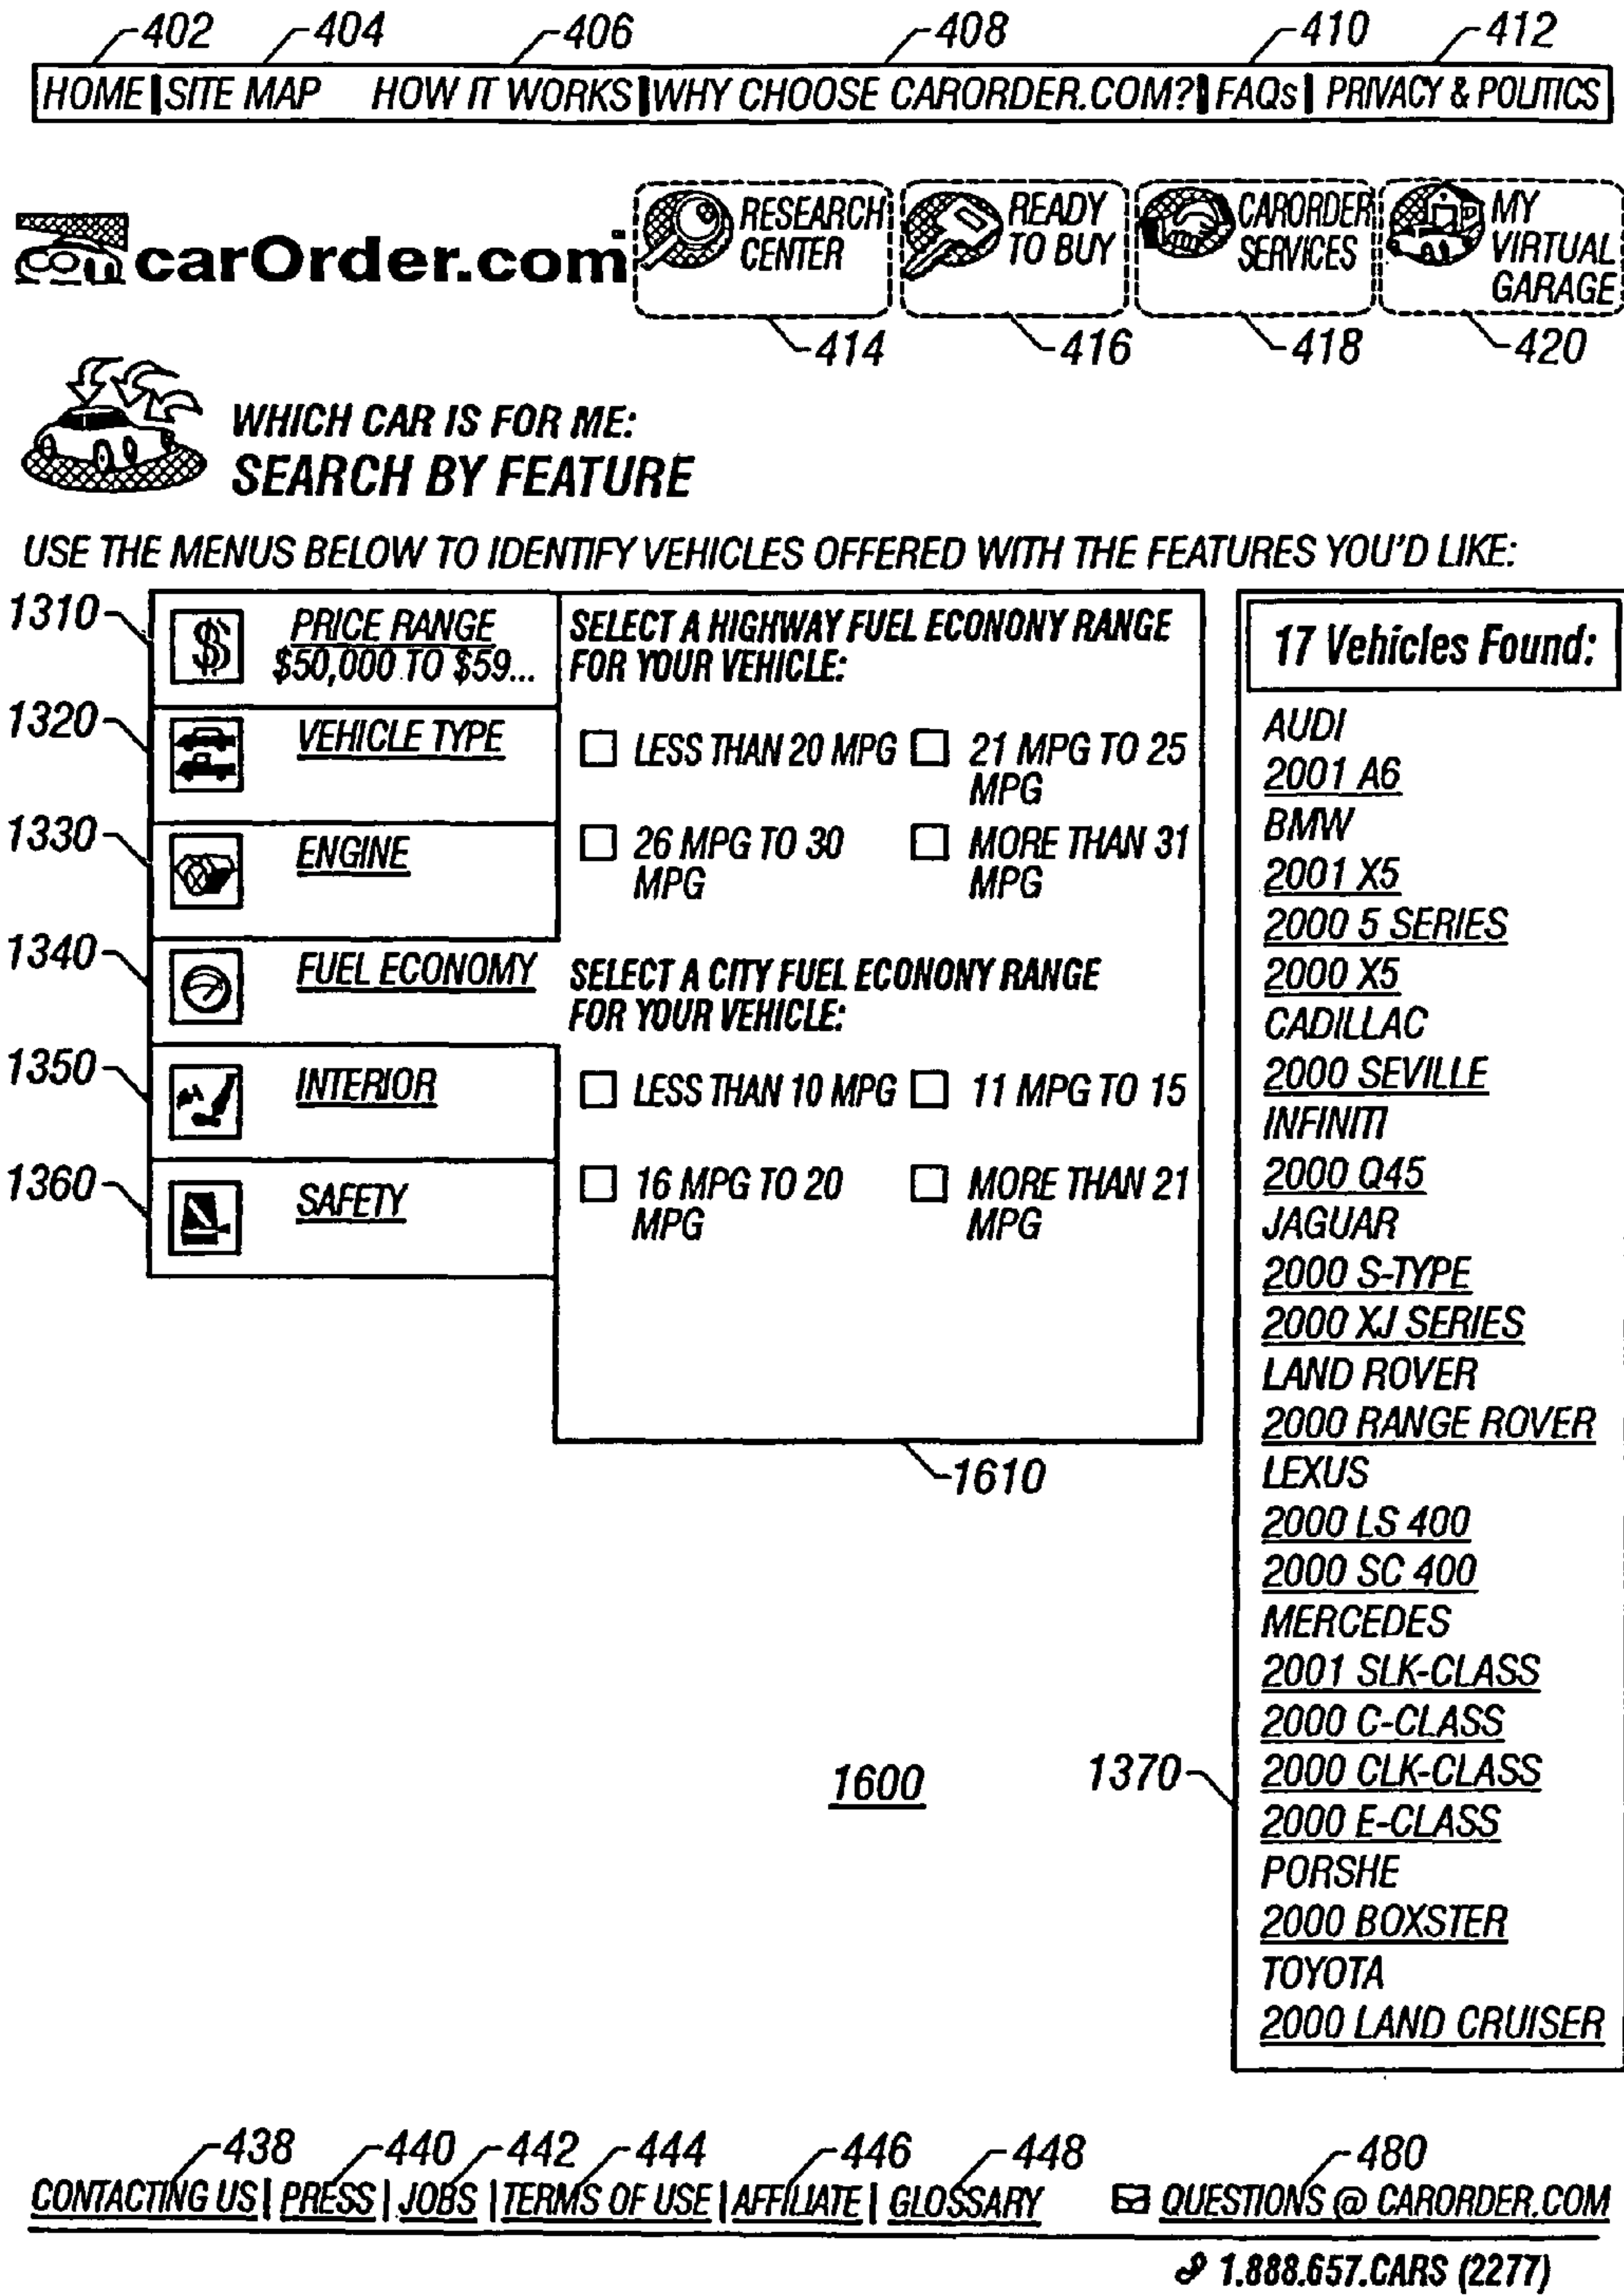 402 404 406 408 410 412
HOME | SITE MAP HOW IT WORKS | WHY CHOOSE CARORDER.COM? | FAQs | PRIVACY & POLITICS
carOrder.com
RESEARCH CENTER
READY TO BUY
CARORDER SERVICES
MY VIRTUAL GARAGE
414 416 418 420
WHICH CAR IS FOR ME:
SEARCH BY FEATURE
USE THE MENUS BELOW TO IDENTIFY VEHICLES OFFERED WITH THE FEATURES YOU'D LIKE:
1310
$
PRICE RANGE
$50,000 TO $59...
1320
VEHICLE TYPE
1330
ENGINE
1340
FUEL ECONOMY
1350
INTERIOR
1360
SAFETY
SELECT A HIGHWAY FUEL ECONONY RANGE
FOR YOUR VEHICLE:
LESS THAN 20 MPG
21 MPG TO 25
MPG
26 MPG TO 30
MPG
MORE THAN 31
MPG
SELECT A CITY FUEL ECONONY RANGE
FOR YOUR VEHICLE:
LESS THAN 10 MPG
11 MPG TO 15
16 MPG TO 20
MPG
MORE THAN 21
MPG
1610
17 Vehicles Found:
AUDI
2001 A6
BMW
2001 X5
2000 5 SERIES
2000 X5
CADILLAC
2000 SEVILLE
INFINITI
2000 Q45
JAGUAR
2000 S-TYPE
2000 XJ SERIES
LAND ROVER
2000 RANGE ROVER
LEXUS
2000 LS 400
2000 SC 400
MERCEDES
2001 SLK-CLASS
2000 C-CLASS
2000 CLK-CLASS
2000 E-CLASS
PORSHE
2000 BOXSTER
TOYOTA
2000 LAND CRUISER
1600
1370
438 440 442 444 446 448 480
CONTACTING US | PRESS | JOBS | TERMS OF USE | AFFILIATE | GLOSSARY QUESTIONS @ CARORDER.COM
1.888.657.CARS (2277)